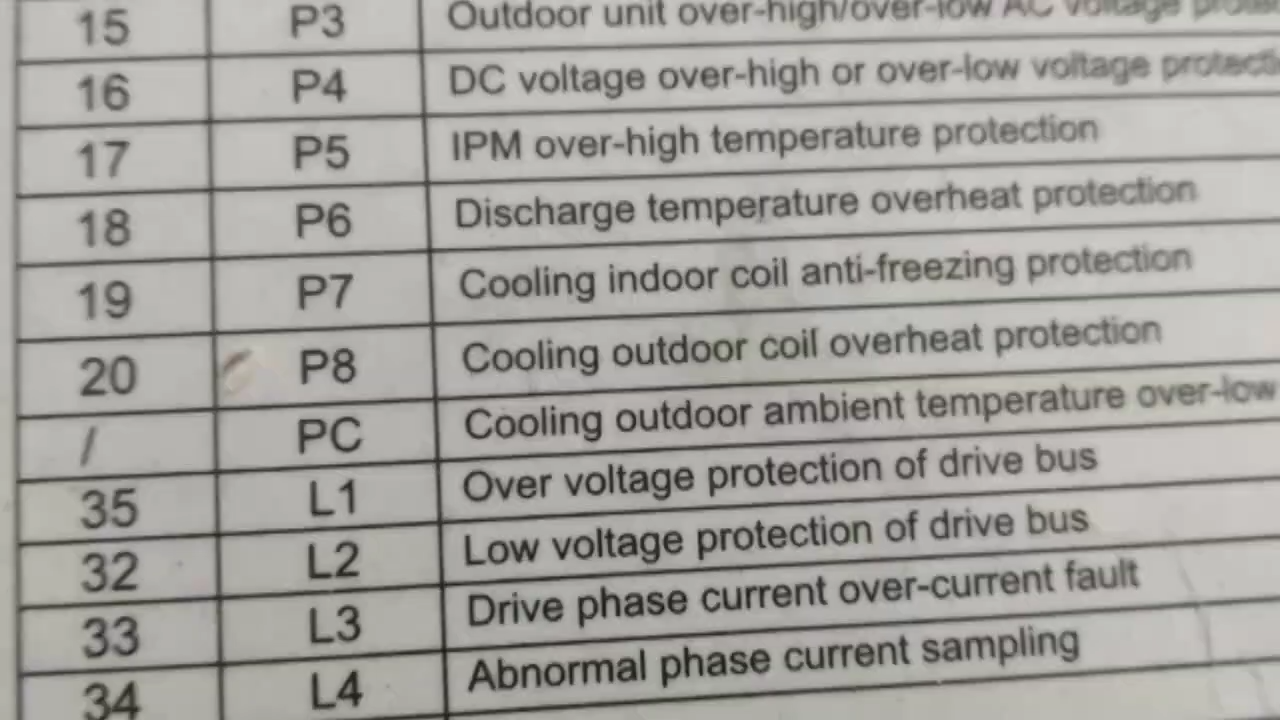 15 P3 Outdoor unit over-high/over-low AC voltage
16 P4 DC voltage over-high or over-low voltage protecti
17 P5 IPM over-high temperature protection
18 P6 Discharge temperature overheat protection
19 P7 Cooling indoor coil anti-freezing protection
20 P8 Cooling outdoor coil overheat protection
/ PC Cooling outdoor ambient temperature over-low
35 L1 Over voltage protection of drive bus
32 L2 Low voltage protection of drive bus
33 L3 Drive phase current over-current fault
34 L4 Abnormal phase current sampling